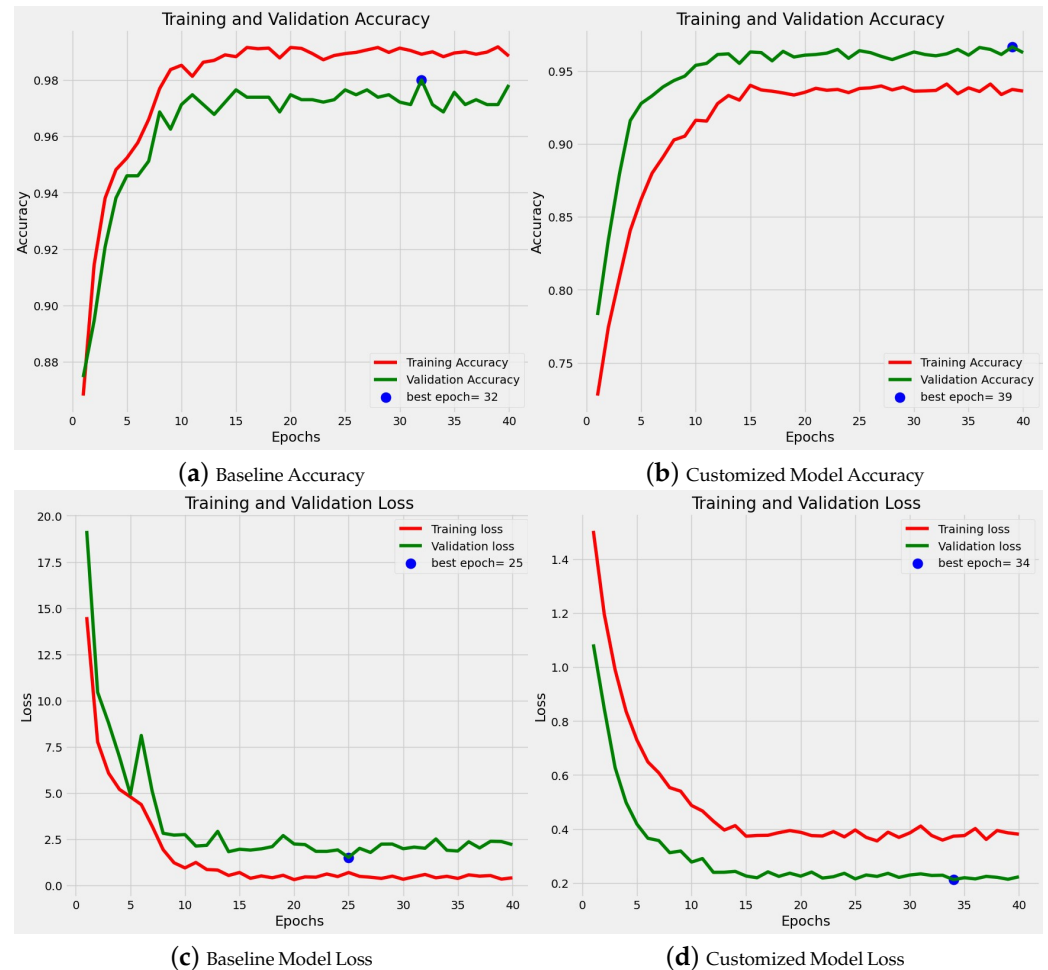 Training and Validation Accuracy
Accuracy
0.98
0.96
0.94
0.92
0.90
0.88
Training Accuracy
Validation Accuracy
best epoch= 32
0 5 10 15 20 25 30 35 40
Epochs
(a) Baseline Accuracy
Training and Validation Accuracy
Accuracy
0.95
0.90
0.85
0.80
0.75
Training Accuracy
Validation Accuracy
best epoch= 39
0 5 10 15 20 25 30 35 40
Epochs
(b) Customized Model Accuracy
Training and Validation Loss
Loss
20.0
17.5
15.0
12.5
10.0
7.5
5.0
2.5
0.0
Training loss
Validation loss
best epoch= 25
0 5 10 15 20 25 30 35 40
Epochs
(c) Baseline Model Loss
Training and Validation Loss
Loss
1.4
1.2
1.0
0.8
0.6
0.4
0.2
Training loss
Validation loss
best epoch= 34
0 5 10 15 20 25 30 35 40
Epochs
(d) Customized Model Loss